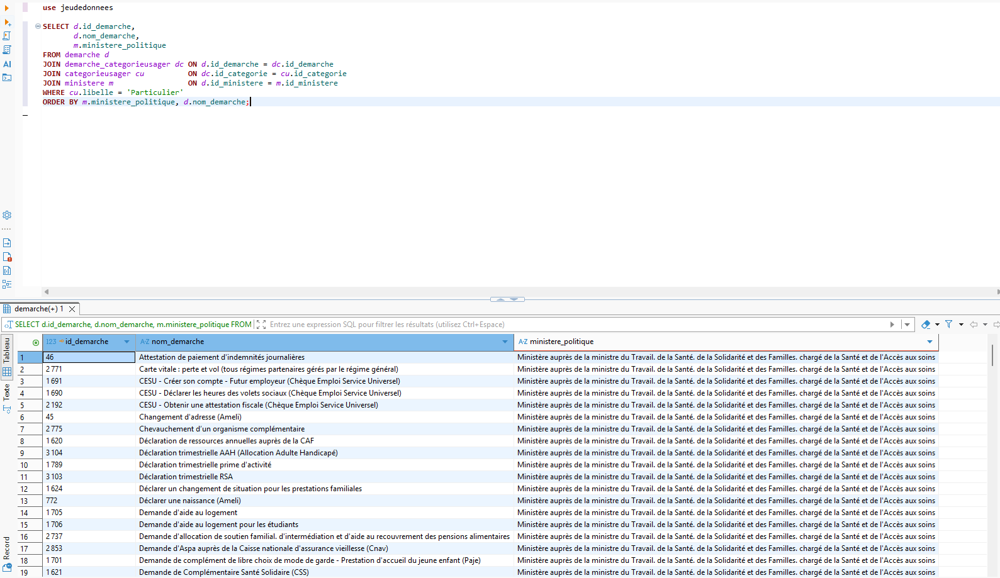 use jeudedonnees
SELECT d.id_demarche,
d.nom_demarche,
m.ministere_politique
FROM demarche d
JOIN demarche_categorieusager dc ON d.id_demarche = dc.id_demarche
JOIN categorieusager cu ON dc.id_categorie = cu.id_categorie
JOIN ministere m ON d.id_ministere = m.id_ministere
WHERE cu.libelle = 'Particulier'
ORDER BY m.ministere_politique, d.nom_demarche;
AI
demarche(+) 1
SELECT d.id_demarche, d.nom_demarche, m.ministere_politique FROM Entrez une expression SQL pour filtrer les résultats (utilisez Ctrl+Espace)
Tableau
Texte
Record
123 id_demarche A-Z nom_demarche A-Z ministere_politique
1 46 Attestation de paiement d'indemnités journalières Ministère auprès de la ministre du Travail. de la Santé. de la Solidarité et des Familles. chargé de la Santé et de l'Accès aux soins
2 2 771 Carte vitale : perte et vol (tous régimes partenaires gérés par le régime général) Ministère auprès de la ministre du Travail. de la Santé. de la Solidarité et des Familles. chargé de la Santé et de l'Accès aux soins
3 1 691 CESU - Créer son compte - Futur employeur (Chèque Emploi Service Universel) Ministère auprès de la ministre du Travail. de la Santé. de la Solidarité et des Familles. chargé de la Santé et de l'Accès aux soins
4 1 690 CESU - Déclarer les heures des volets sociaux (Chèque Emploi Service Universel) Ministère auprès de la ministre du Travail. de la Santé. de la Solidarité et des Familles. chargé de la Santé et de l'Accès aux soins
5 2 192 CESU - Obtenir une attestation fiscale (Chèque Emploi Service Universel) Ministère auprès de la ministre du Travail. de la Santé. de la Solidarité et des Familles. chargé de la Santé et de l'Accès aux soins
6 45 Changement d'adresse (Ameli) Ministère auprès de la ministre du Travail. de la Santé. de la Solidarité et des Familles. chargé de la Santé et de l'Accès aux soins
7 2 775 Chevauchement d'un organisme complémentaire Ministère auprès de la ministre du Travail. de la Santé. de la Solidarité et des Familles. chargé de la Santé et de l'Accès aux soins
8 1 620 Déclaration de ressources annuelles auprès de la CAF Ministère auprès de la ministre du Travail. de la Santé. de la Solidarité et des Familles. chargé de la Santé et de l'Accès aux soins
9 3 104 Déclaration trimestrielle AAH (Allocation Adulte Handicapé) Ministère auprès de la ministre du Travail. de la Santé. de la Solidarité et des Familles. chargé de la Santé et de l'Accès aux soins
10 1 789 Déclaration trimestrielle prime d'activité Ministère auprès de la ministre du Travail. de la Santé. de la Solidarité et des Familles. chargé de la Santé et de l'Accès aux soins
11 3 103 Déclaration trimestrielle RSA Ministère auprès de la ministre du Travail. de la Santé. de la Solidarité et des Familles. chargé de la Santé et de l'Accès aux soins
12 1 624 Déclarer un changement de situation pour les prestations familiales Ministère auprès de la ministre du Travail. de la Santé. de la Solidarité et des Familles. chargé de la Santé et de l'Accès aux soins
13 772 Déclarer une naissance (Ameli) Ministère auprès de la ministre du Travail. de la Santé. de la Solidarité et des Familles. chargé de la Santé et de l'Accès aux soins
14 1 705 Demande d'aide au logement Ministère auprès de la ministre du Travail. de la Santé. de la Solidarité et des Familles. chargé de la Santé et de l'Accès aux soins
15 1 706 Demande d'aide au logement pour les étudiants Ministère auprès de la ministre du Travail. de la Santé. de la Solidarité et des Familles. chargé de la Santé et de l'Accès aux soins
16 2 737 Demande d'allocation de soutien familial. d'intermédiation et d'aide au recouvrement des pensions alimentaires Ministère auprès de la ministre du Travail. de la Santé. de la Solidarité et des Familles. chargé de la Santé et de l'Accès aux soins
17 2 853 Demande d'Aspa auprès de la Caisse nationale d'assurance vieillesse (Cnav) Ministère auprès de la ministre du Travail. de la Santé. de la Solidarité et des Familles. chargé de la Santé et de l'Accès aux soins
18 1 701 Demande de complément de libre choix de mode de garde - Prestation d'accueil du jeune enfant (Paje) Ministère auprès de la ministre du Travail. de la Santé. de la Solidarité et des Familles. chargé de la Santé et de l'Accès aux soins
19 1 621 Demande de Complémentaire Santé Solidaire (CSS) Ministère auprès de la ministre du Travail. de la Santé. de la Solidarité et des Familles. chargé de la Santé et de l'Accès aux soins